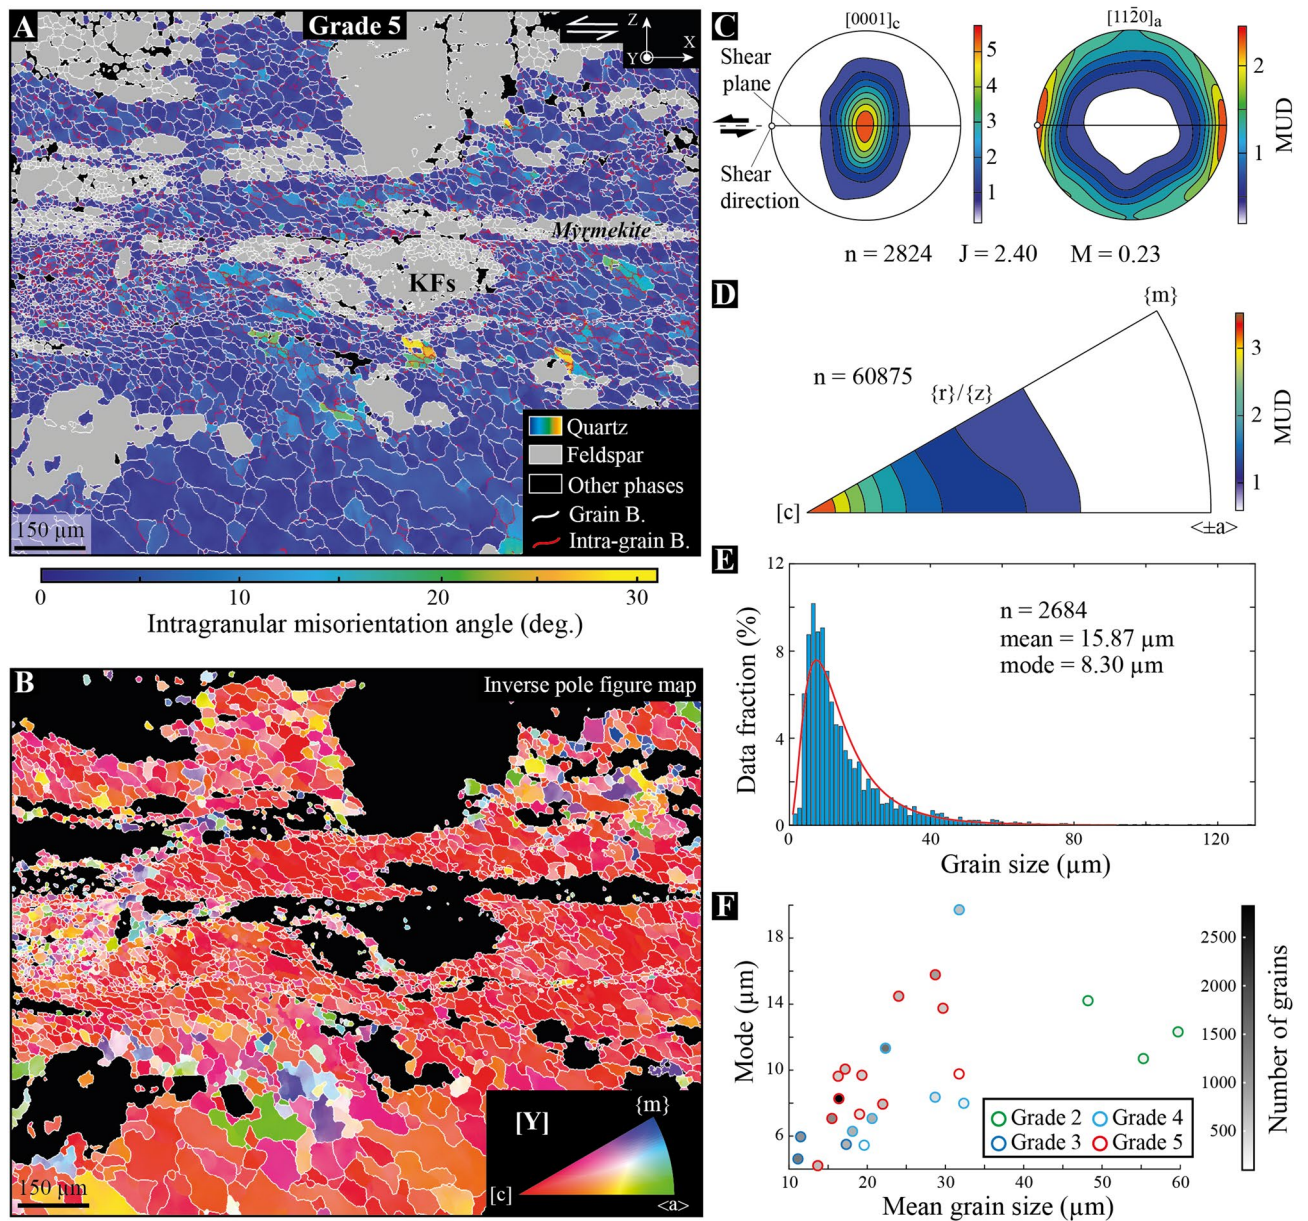 A
Grade 5
Z
X
Y
Myrmekite
KFs
Quartz
Feldspar
Other phases
Grain B.
Intra-grain B.
150 µm
0
10
20
30
Intragranular misorientation angle (deg.)
B
Inverse pole figure map
[Y]
{m}
[c]
<a>
150 µm
C
[0001]c
[112̄0]a
Shear
plane
Shear
direction
5
4
3
2
1
MUD
2
1
MUD
n = 2824 J = 2.40 M = 0.23
D
{m}
n = 60875
{r}/{z}
[c]
<±a>
3
2
1
MUD
E
12
8
4
0
Data fraction (%)
n = 2684
mean = 15.87 µm
mode = 8.30 µm
0 40 80 120
Grain size (µm)
F
18
14
10
6
Mode (µm)
Grade 2
Grade 4
Grade 3
Grade 5
10 20 30 40 50 60
Mean grain size (µm)
2500
2000
1500
1000
500
Number of grains